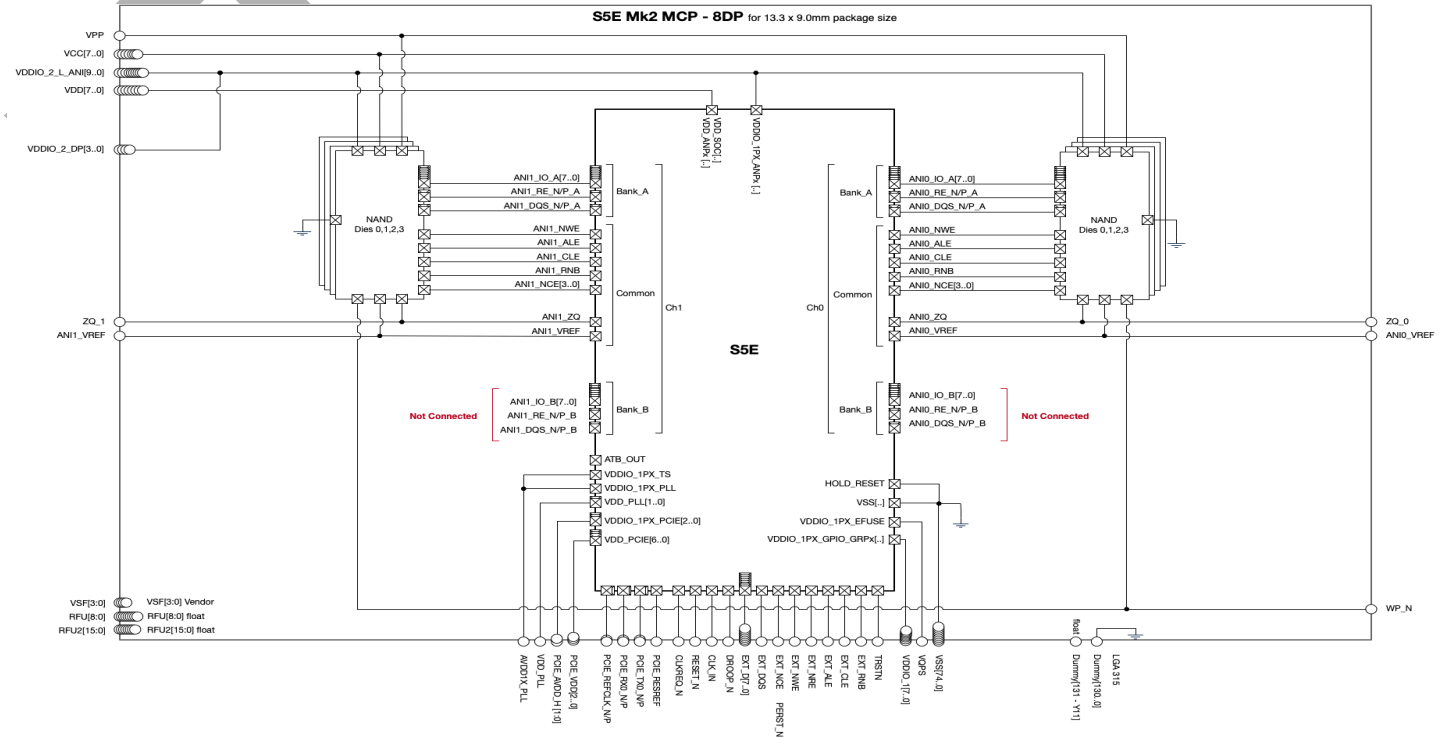 S5E Mk2 MCP - 8DP for 13.3 x 9.0mm package size
VPP
VCC[7..0]
VDDIO_2_L_ANI[9..0]
VDD[7..0]
VDDIO_2_DP[3..0]
VDD_SOC[..]
VDD_ANPx [..]
VDDIO_1PX_ANPx [..]
NAND
Dies 0,1,2,3
ANI1_IO_A[7..0]
ANI1_RE_N/P_A
ANI1_DQS_N/P_A
ANI1_NWE
ANI1_ALE
ANI1_CLE
ANI1_RNB
ANI1_NCE[3..0]
ANI1_ZQ
ANI1_VREF
Bank_A
Common
Ch1
Bank_B
ZQ_1
ANI1_VREF
Not Connected
ANI1_IO_B[7..0]
ANI1_RE_N/P_B
ANI1_DQS_N/P_B
S5E
Bank_A
Common
Ch0
Bank_B
ANI0_IO_A[7..0]
ANI0_RE_N/P_A
ANI0_DQS_N/P_A
ANI0_NWE
ANI0_ALE
ANI0_CLE
ANI0_RNB
ANI0_NCE[3..0]
ANI0_ZQ
ANI0_VREF
NAND
Dies 0,1,2,3
ZQ_0
ANI0_VREF
ANI0_IO_B[7..0]
ANI0_RE_N/P_B
ANI0_DQS_N/P_B
Not Connected
ATB_OUT
VDDIO_1PX_TS
VDDIO_1PX_PLL
VDD_PLL[1..0]
VDDIO_1PX_PCIE[2..0]
VDD_PCIE[6..0]
HOLD_RESET
VSS[..]
VDDIO_1PX_EFUSE
VDDIO_1PX_GPIO_GRPx[..]
VSF[3:0]
VSF[3:0] Vendor
RFU[8:0]
RFU[8:0] float
RFU2[15:0]
RFU2[15:0] float
WP_N
AVDD1X_PLL
VDD_PLL
PCIE_AVDD_H [1:0]
PCIE_VDD[2..0]
PCIE_REFCLK_N/P
PCIE_RX0_N/P
PCIE_TX0_N/P
PCIE_RESREF
CLKREQ_N
RESET_N
CLK_IN
DROOP_N
EXT_D[7..0]
EXT_DQS
EXT_NCE
PERST_N
EXT_NWE
EXT_NRE
EXT_ALE
EXT_CLE
EXT_RNB
TRSTN
VDDIO_1[7..0]
VQPS
VSS[74..0]
float
Dummy[131 - Y11]
Dummy[130..0]
LGA315